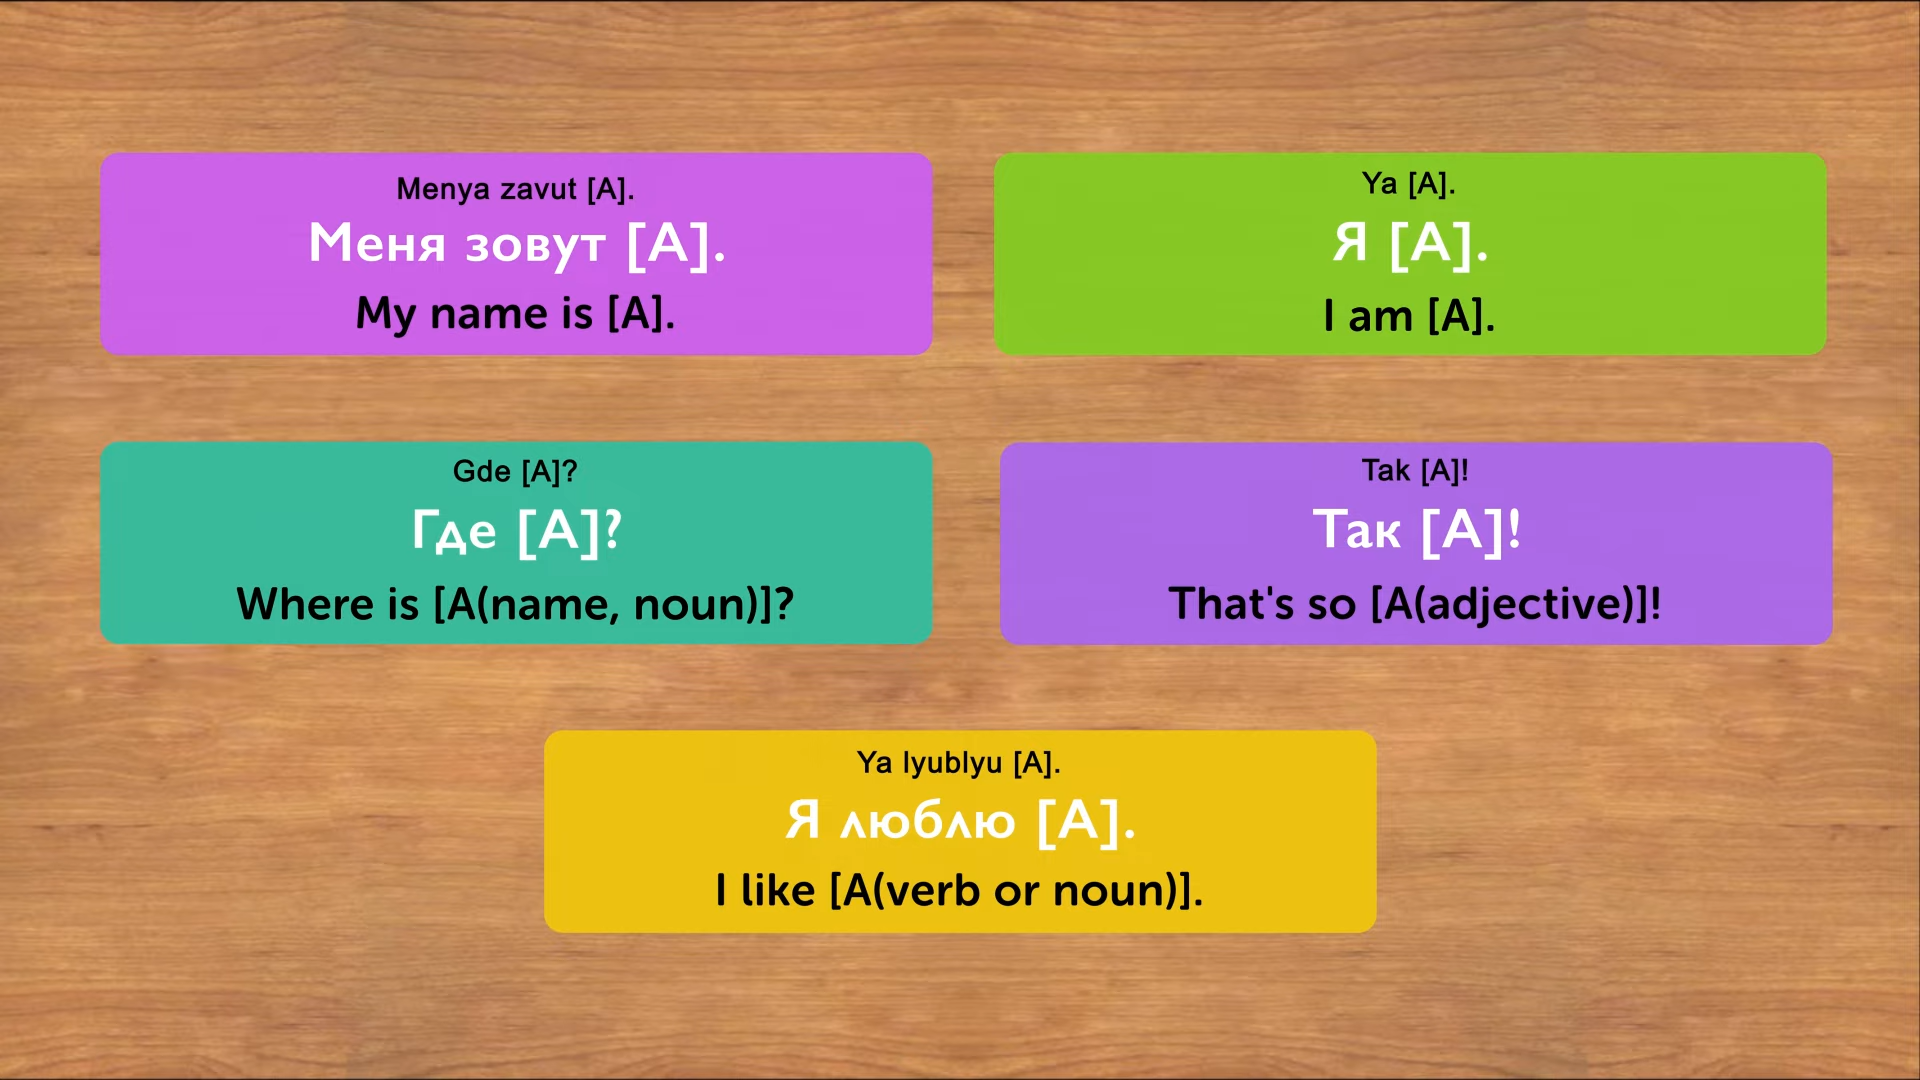 Menya zavut [A].
Меня зовут [A].
My name is [A].
Ya [A].
Я [A].
I am [A].
Gde [A]?
Где [A]?
Where is [A(name, noun)]?
Tak [A]!
Так [A]!
That's so [A(adjective)]!
Ya lyublyu [A].
Я люблю [A].
I like [A(verb or noun)].